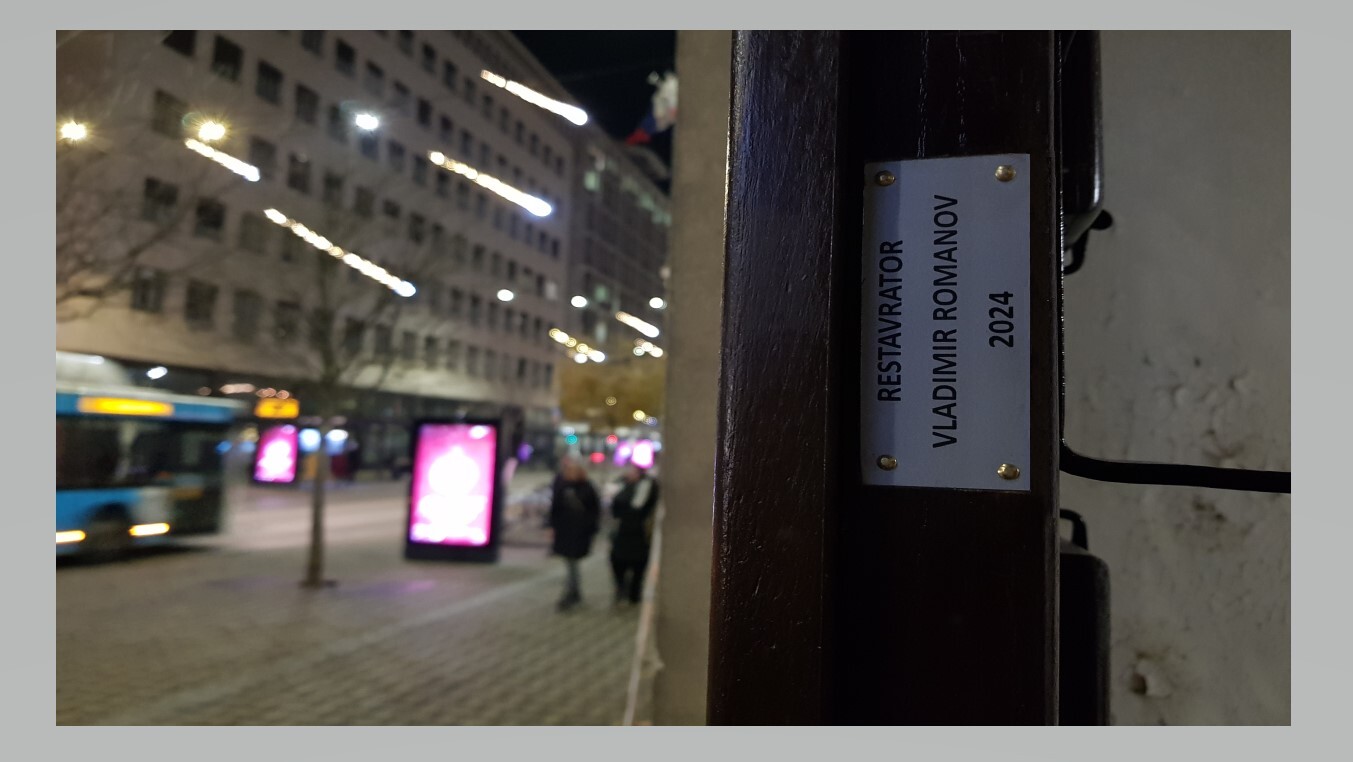 RESTAVRATOR
VLADIMIR ROMANOV
2024